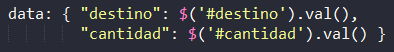 data: { "destino": $('#destino').val(),
"cantidad": $('#cantidad').val() }